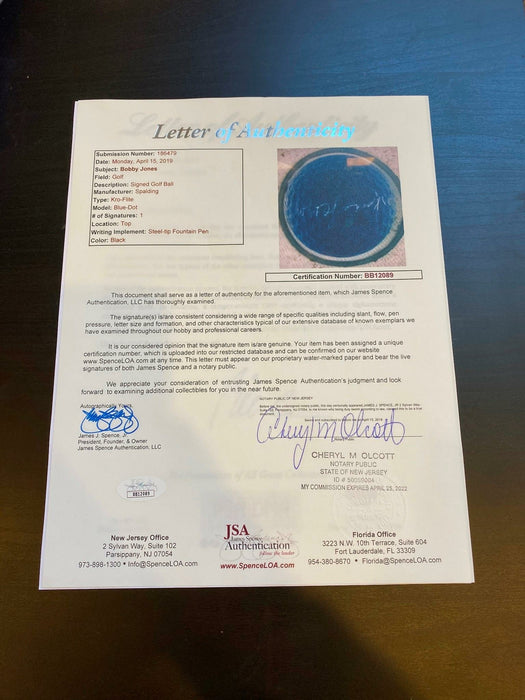 Letter of Authenticity
Submission Number: 186479
Date: Monday, April 15, 2019
Subject: Bobby Jones
Field: Golf
Description: Signed Golf Ball
Manufacturer: Spalding
Type: Kro-Flite
Model: Blue-Dot
# of Signatures: 1
Location: Top
Writing Implement: Steel-tip Fountain Pen
Color: Black
Certification Number: BB12089
This document shall serve as a letter of authenticity for the aforementioned item, which James Spence
Authentication, LLC has thoroughly examined.
The signature(s) is/are consistent considering a wide range of specific qualities including slant, flow, pen
pressure, letter size and formation, and other characteristics typical of our extensive database of known exemplars we
have examined throughout our hobby and professional careers.
It is our considered opinion that the signature item is/are genuine. Your item has been assigned a unique
certification number, which is uploaded into our restricted database and can be confirmed on our website
www.SpenceLOA.com at any time. This letter must appear on our proprietary water-marked paper and bear the live
signatures of both James Spence and a notary public.
We appreciate your consideration of entrusting James Spence Authentication's judgment and look
forward to examining additional collectibles for you in the near future.
Autographically Yours,
NOTARY PUBLIC OF NEW JERSEY
Cheryl M Olcott
James J. Spence, Jr.
President, Founder, & Owner
James Spence Authentication, LLC
CHERYL M OLCOTT
NOTARY PUBLIC
STATE OF NEW JERSEY
MY COMMISSION EXPIRES APRIL 25, 2022
BB12089
New Jersey Office
2 Sylvan Way, Suite 102
Parsippany, NJ 07054
973-898-1300 • Info@SpenceLOA.com
JSA
James Spence
Authentication
Follow the leader
www.SpenceLOA.com
Florida Office
3223 N.W. 10th Terrace, Suite 604
Fort Lauderdale, FL 33309
954-380-8670 • Florida@SpenceLOA.com